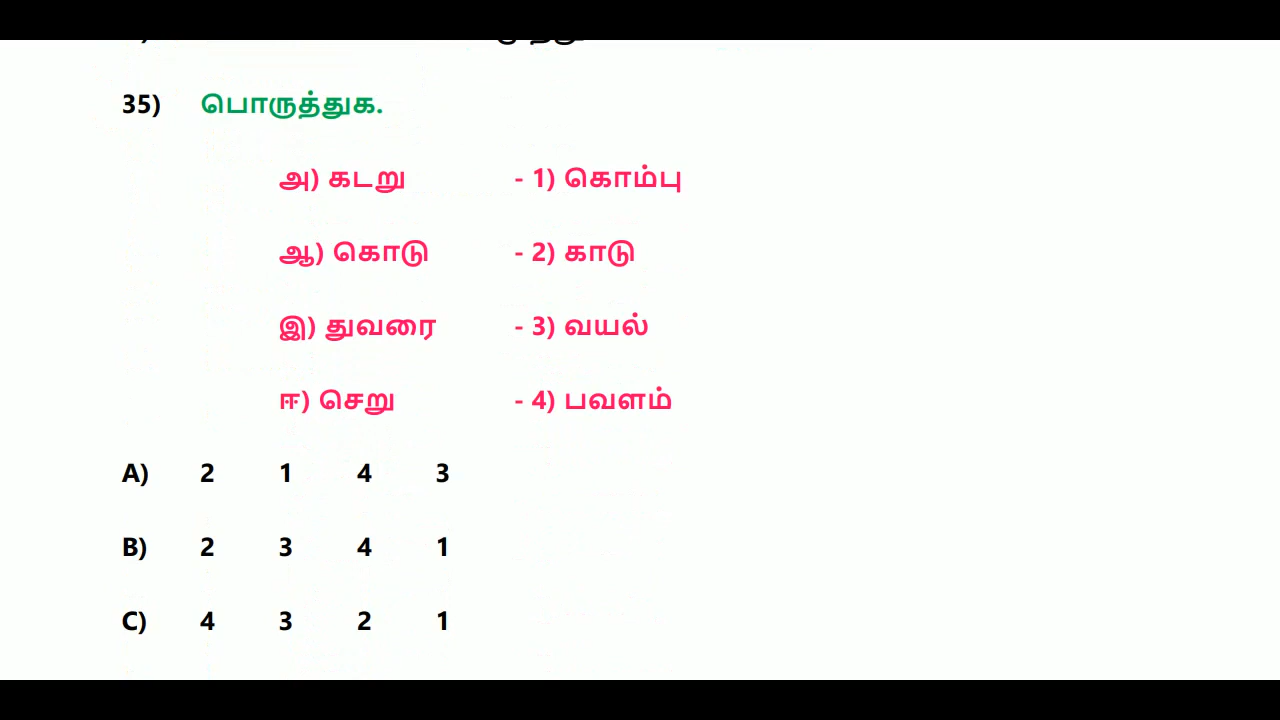 35) பொருத்துக.
அ) கடறு - 1) கொம்பு
ஆ) கொடு - 2) காடு
இ) துவரை - 3) வயல்
ஈ) செறு - 4) பவளம்
A) 2 1 4 3
B) 2 3 4 1
C) 4 3 2 1